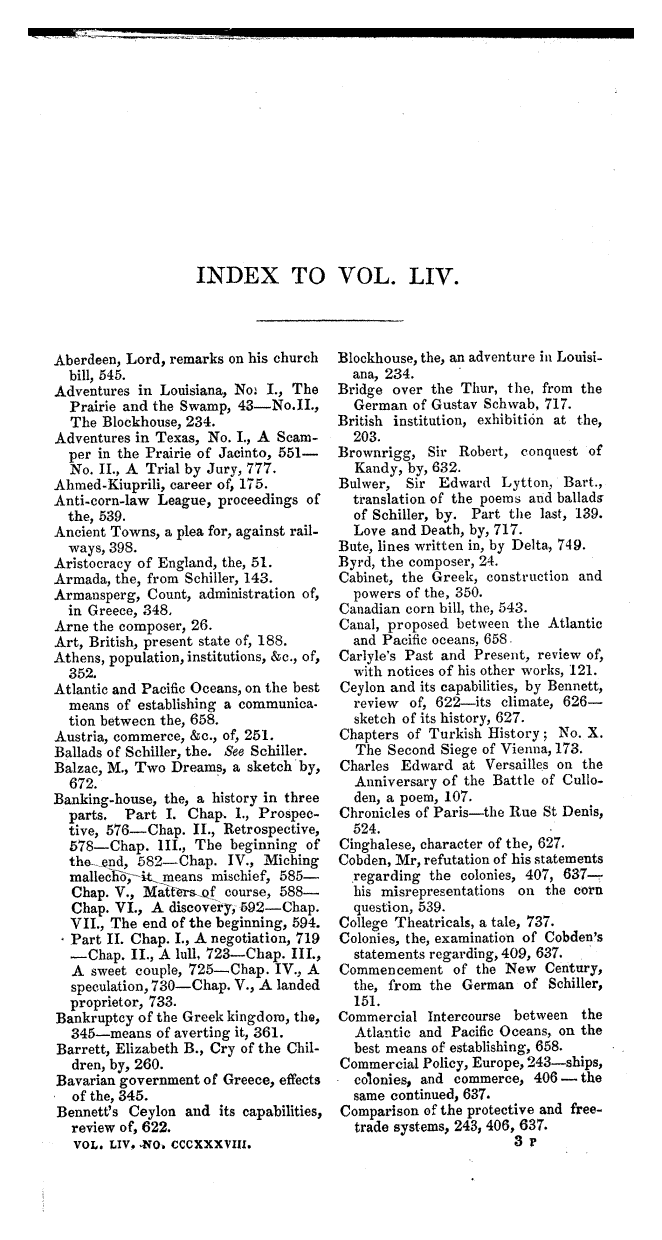 INDEX TO VOL. LIV.
Aberdeen, Lord, remarks on his church
bill, 545.
Adventures in Louisiana, No. I., The
Prairie and the Swamp, 43—No.II.,
The Blockhouse, 234.
Adventures in Texas, No. I., A Scam-
per in the Prairie of Jacinto, 551—
No. II., A Trial by Jury, 777.
Ahmed-Kiuprili, career of, 175.
Anti-corn-law League, proceedings of
the, 539.
Ancient Towns, a plea for, against rail-
ways, 398.
Aristocracy of England, the, 51.
Armada, the, from Schiller, 143.
Armansperg, Count, administration of,
in Greece, 348.
Arne the composer, 26.
Art, British, present state of, 188.
Athens, population, institutions, &c., of,
352.
Atlantic and Pacific Oceans, on the best
means of establishing a communica-
tion between the, 658.
Austria, commerce, &c., of, 251.
Ballads of Schiller, the. See Schiller.
Balzac, M., Two Dreams, a sketch by,
672.
Banking-house, the, a history in three
parts. Part I. Chap. I., Prospec-
tive, 576—Chap. II., Retrospective,
578—Chap. III., The beginning of
the end, 582—Chap. IV., Miching
mallecho, it means mischief, 585—
Chap. V., Matters of course, 588—
Chap. VI., A discovery, 592—Chap.
VII., The end of the beginning, 594.
Part II. Chap. I., A negotiation, 719
—Chap. II., A lull, 723—Chap. III.,
A sweet couple, 725—Chap. IV., A
speculation, 730—Chap. V., A landed
proprietor, 733.
Bankruptcy of the Greek kingdom, the,
345—means of averting it, 361.
Barrett, Elizabeth B., Cry of the Chil-
dren, by, 260.
Bavarian government of Greece, effects
of the, 345.
Bennett's Ceylon and its capabilities,
review of, 622.
VOL. LIV. NO. CCCXXXVIII.
Blockhouse, the, an adventure in Louisi-
ana, 234.
Bridge over the Thur, the, from the
German of Gustav Schwab, 717.
British institution, exhibition at the,
203.
Brownrigg, Sir Robert, conquest of
Kandy, by, 632.
Bulwer, Sir Edward Lytton, Bart.,
translation of the poems and ballads
of Schiller, by. Part the last, 139.
Love and Death, by, 717.
Bute, lines written in, by Delta, 749.
Byrd, the composer, 24.
Cabinet, the Greek, construction and
powers of the, 350.
Canadian corn bill, the, 543.
Canal, proposed between the Atlantic
and Pacific oceans, 658.
Carlyle's Past and Present, review of,
with notices of his other works, 121.
Ceylon and its capabilities, by Bennett,
review of, 622—its climate, 626—
sketch of its history, 627.
Chapters of Turkish History; No. X.
The Second Siege of Vienna, 173.
Charles Edward at Versailles on the
Anniversary of the Battle of Cullo-
den, a poem, 107.
Chronicles of Paris—the Rue St Denis,
524.
Cinghalese, character of the, 627.
Cobden, Mr, refutation of his statements
regarding the colonies, 407, 637—
his misrepresentations on the corn
question, 539.
College Theatricals, a tale, 737.
Colonies, the, examination of Cobden's
statements regarding, 409, 637.
Commencement of the New Century,
the, from the German of Schiller,
151.
Commercial Intercourse between the
Atlantic and Pacific Oceans, on the
best means of establishing, 658.
Commercial Policy, Europe, 243—ships,
colonies, and commerce, 406—the
same continued, 637.
Comparison of the protective and free-
trade systems, 243, 406, 637.
3 P